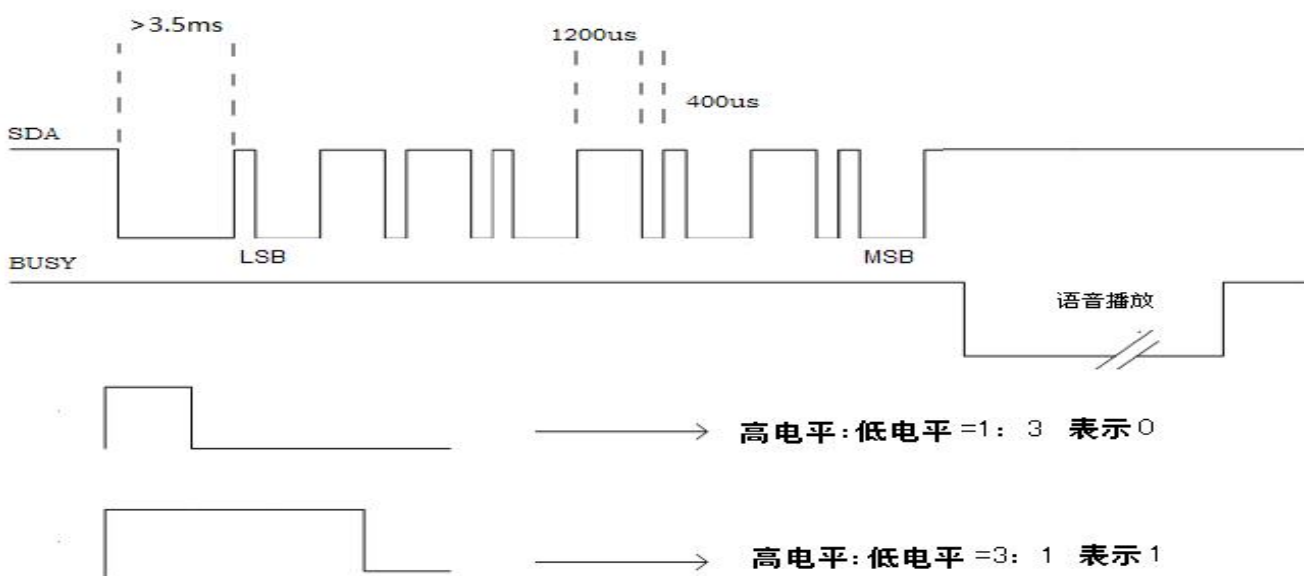 >3.5ms
1200us
400us
SDA
LSB
MSB
BUSY
语音播放
高电平:低电平=1:3 表示0
高电平:低电平=3:1 表示1